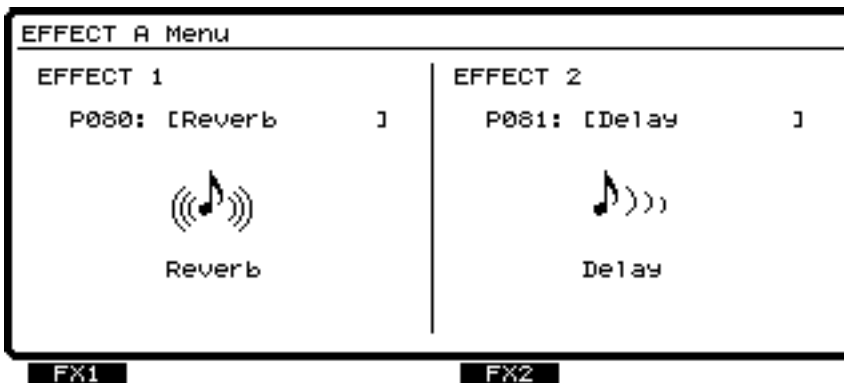 EFFECT A Menu
EFFECT 1
P080: [Reverb ]
Reverb
EFFECT 2
P081: [Delay ]
Delay
FX1
FX2